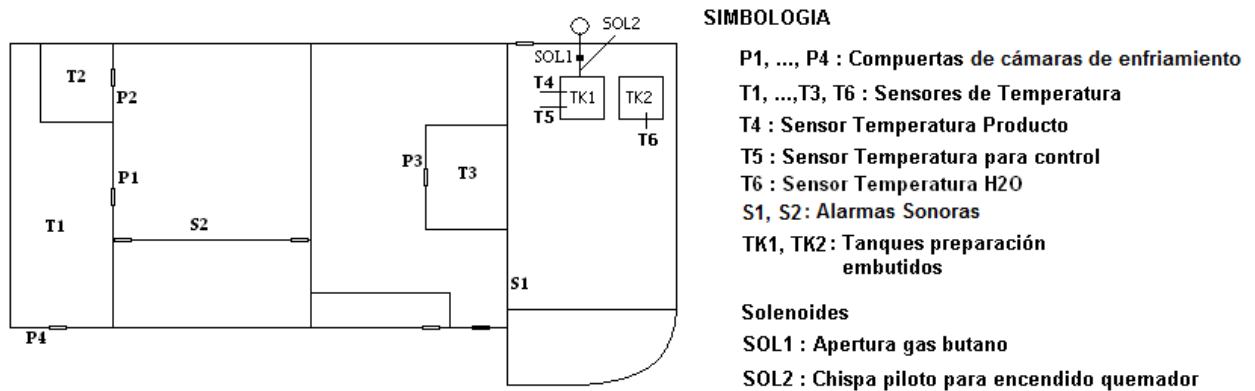 SOL2
SOL1
T2
T4
TK1
TK2
P2
T5
T6
P3
T3
P1
T1
S2
S1
P4
SIMBOLOGIA
P1, ..., P4 : Compuertas de cámaras de enfriamiento
T1, ...,T3, T6 : Sensores de Temperatura
T4 : Sensor Temperatura Producto
T5 : Sensor Temperatura para control
T6 : Sensor Temperatura H2O
S1, S2: Alarmas Sonoras
TK1, TK2 : Tanques preparación
embutidos
Solenoides
SOL1 : Apertura gas butano
SOL2 : Chispa piloto para encendido quemador